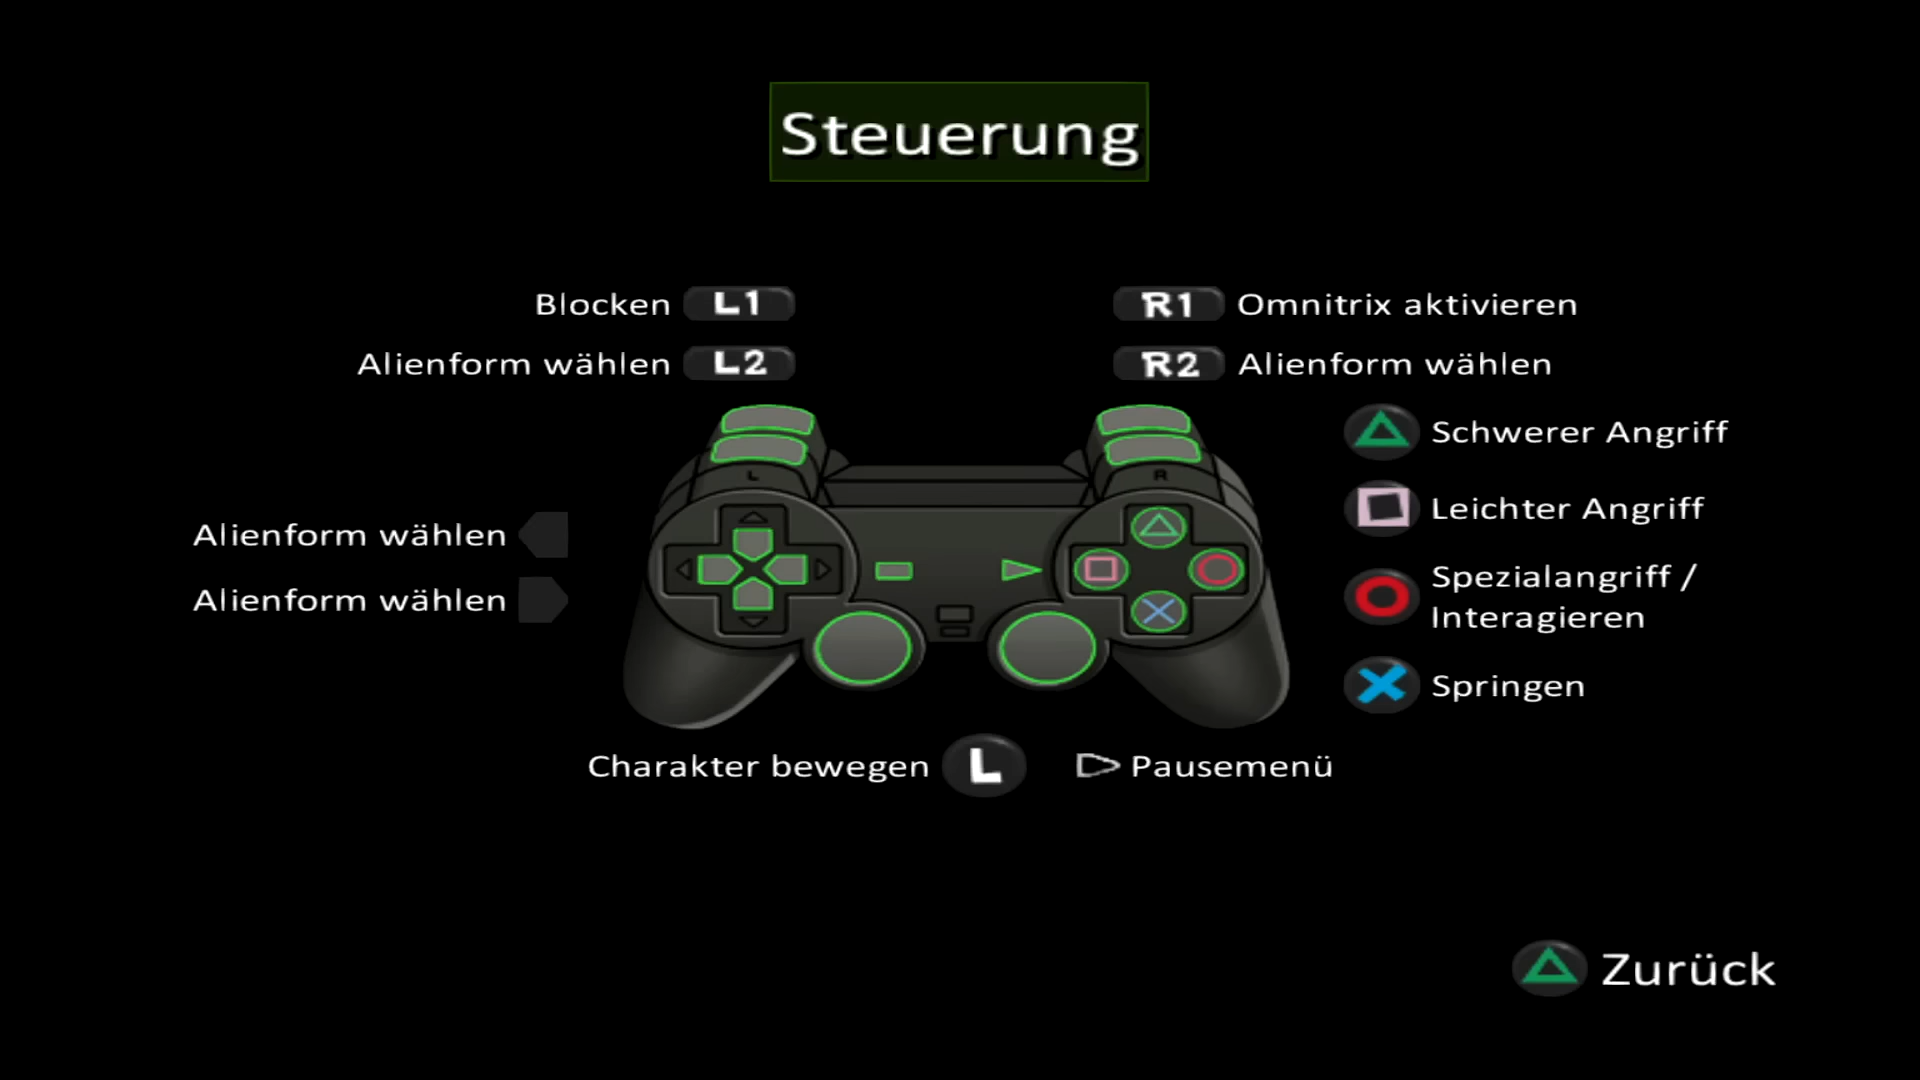 Steuerung
Blocken L1
R1 Omnitrix aktivieren
Alienform wählen L2
R2 Alienform wählen
Schwerer Angriff
L
R
Leichter Angriff
Alienform wählen
Alienform wählen
Spezialangriff /
Interagieren
Springen
Charakter bewegen L
Pausemenü
Zurück